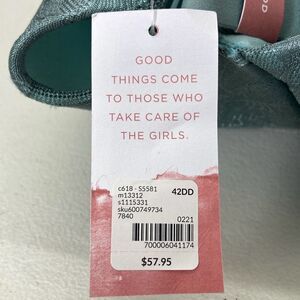 DD
GOOD
THINGS COME
TO THOSE WHO
TAKE CARE OF
THE GIRLS.
c618 - S5581 42DD
m13312
s1115331
sku600749734
7840 0221
700006041174
$57.95